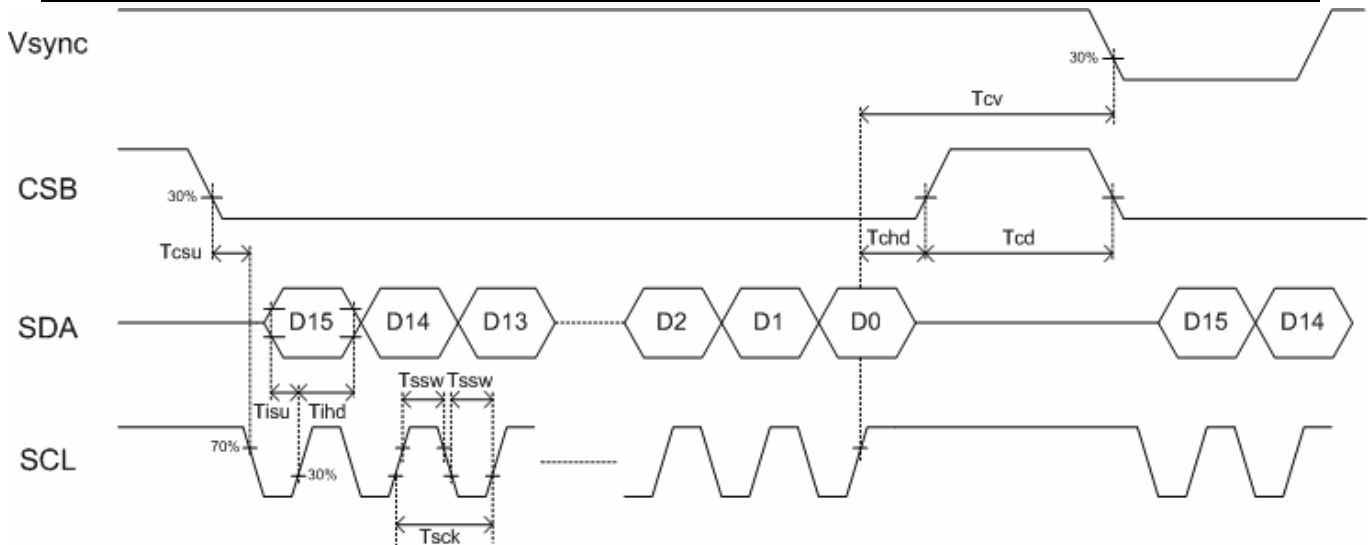 Vsync
30%
Tcv
CSB
30%
Tcsu
Tchd
Tcd
SDA
D15
D14
D13
D2
D1
D0
D15
D14
Tssw
Tssw
Tisu
Tihd
SCL
70%
30%
Tsck